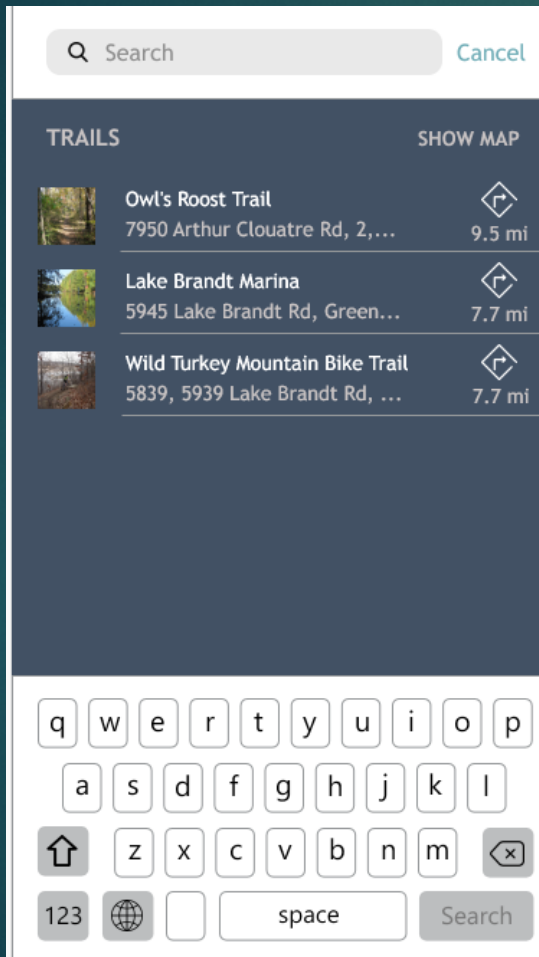 Search Cancel
TRAILS SHOW MAP
Owl's Roost Trail
7950 Arthur Clouatre Rd, 2,... 9.5 mi
Lake Brandt Marina
5945 Lake Brandt Rd, Green... 7.7 mi
Wild Turkey Mountain Bike Trail
5839, 5939 Lake Brandt Rd, ... 7.7 mi
q w e r t y u i o p
a s d f g h j k l
z x c v b n m
123 space Search